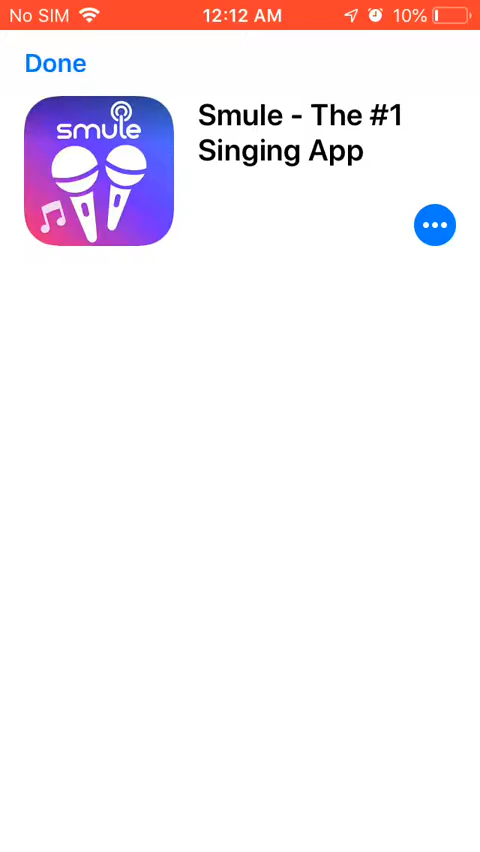 No SIM 12:12 AM 10%
Done
smule
Smule - The #1
Singing App